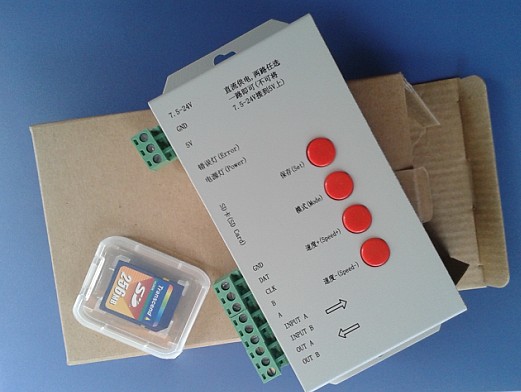 直流供电,两路任选
一路即可(不可将
7.5-24V接到5V上)
7.5-24V
GND
5V
错误灯(Error)
电源灯(Power)
保存(Set)
模式(Mode)
速度+(Speed+)
速度-(Speed-)
SD卡(SD Card)
GND
DAT
CLK
B
A
INPUT A
INPUT B
OUT A
OUT B
Transcend
SD
256MB